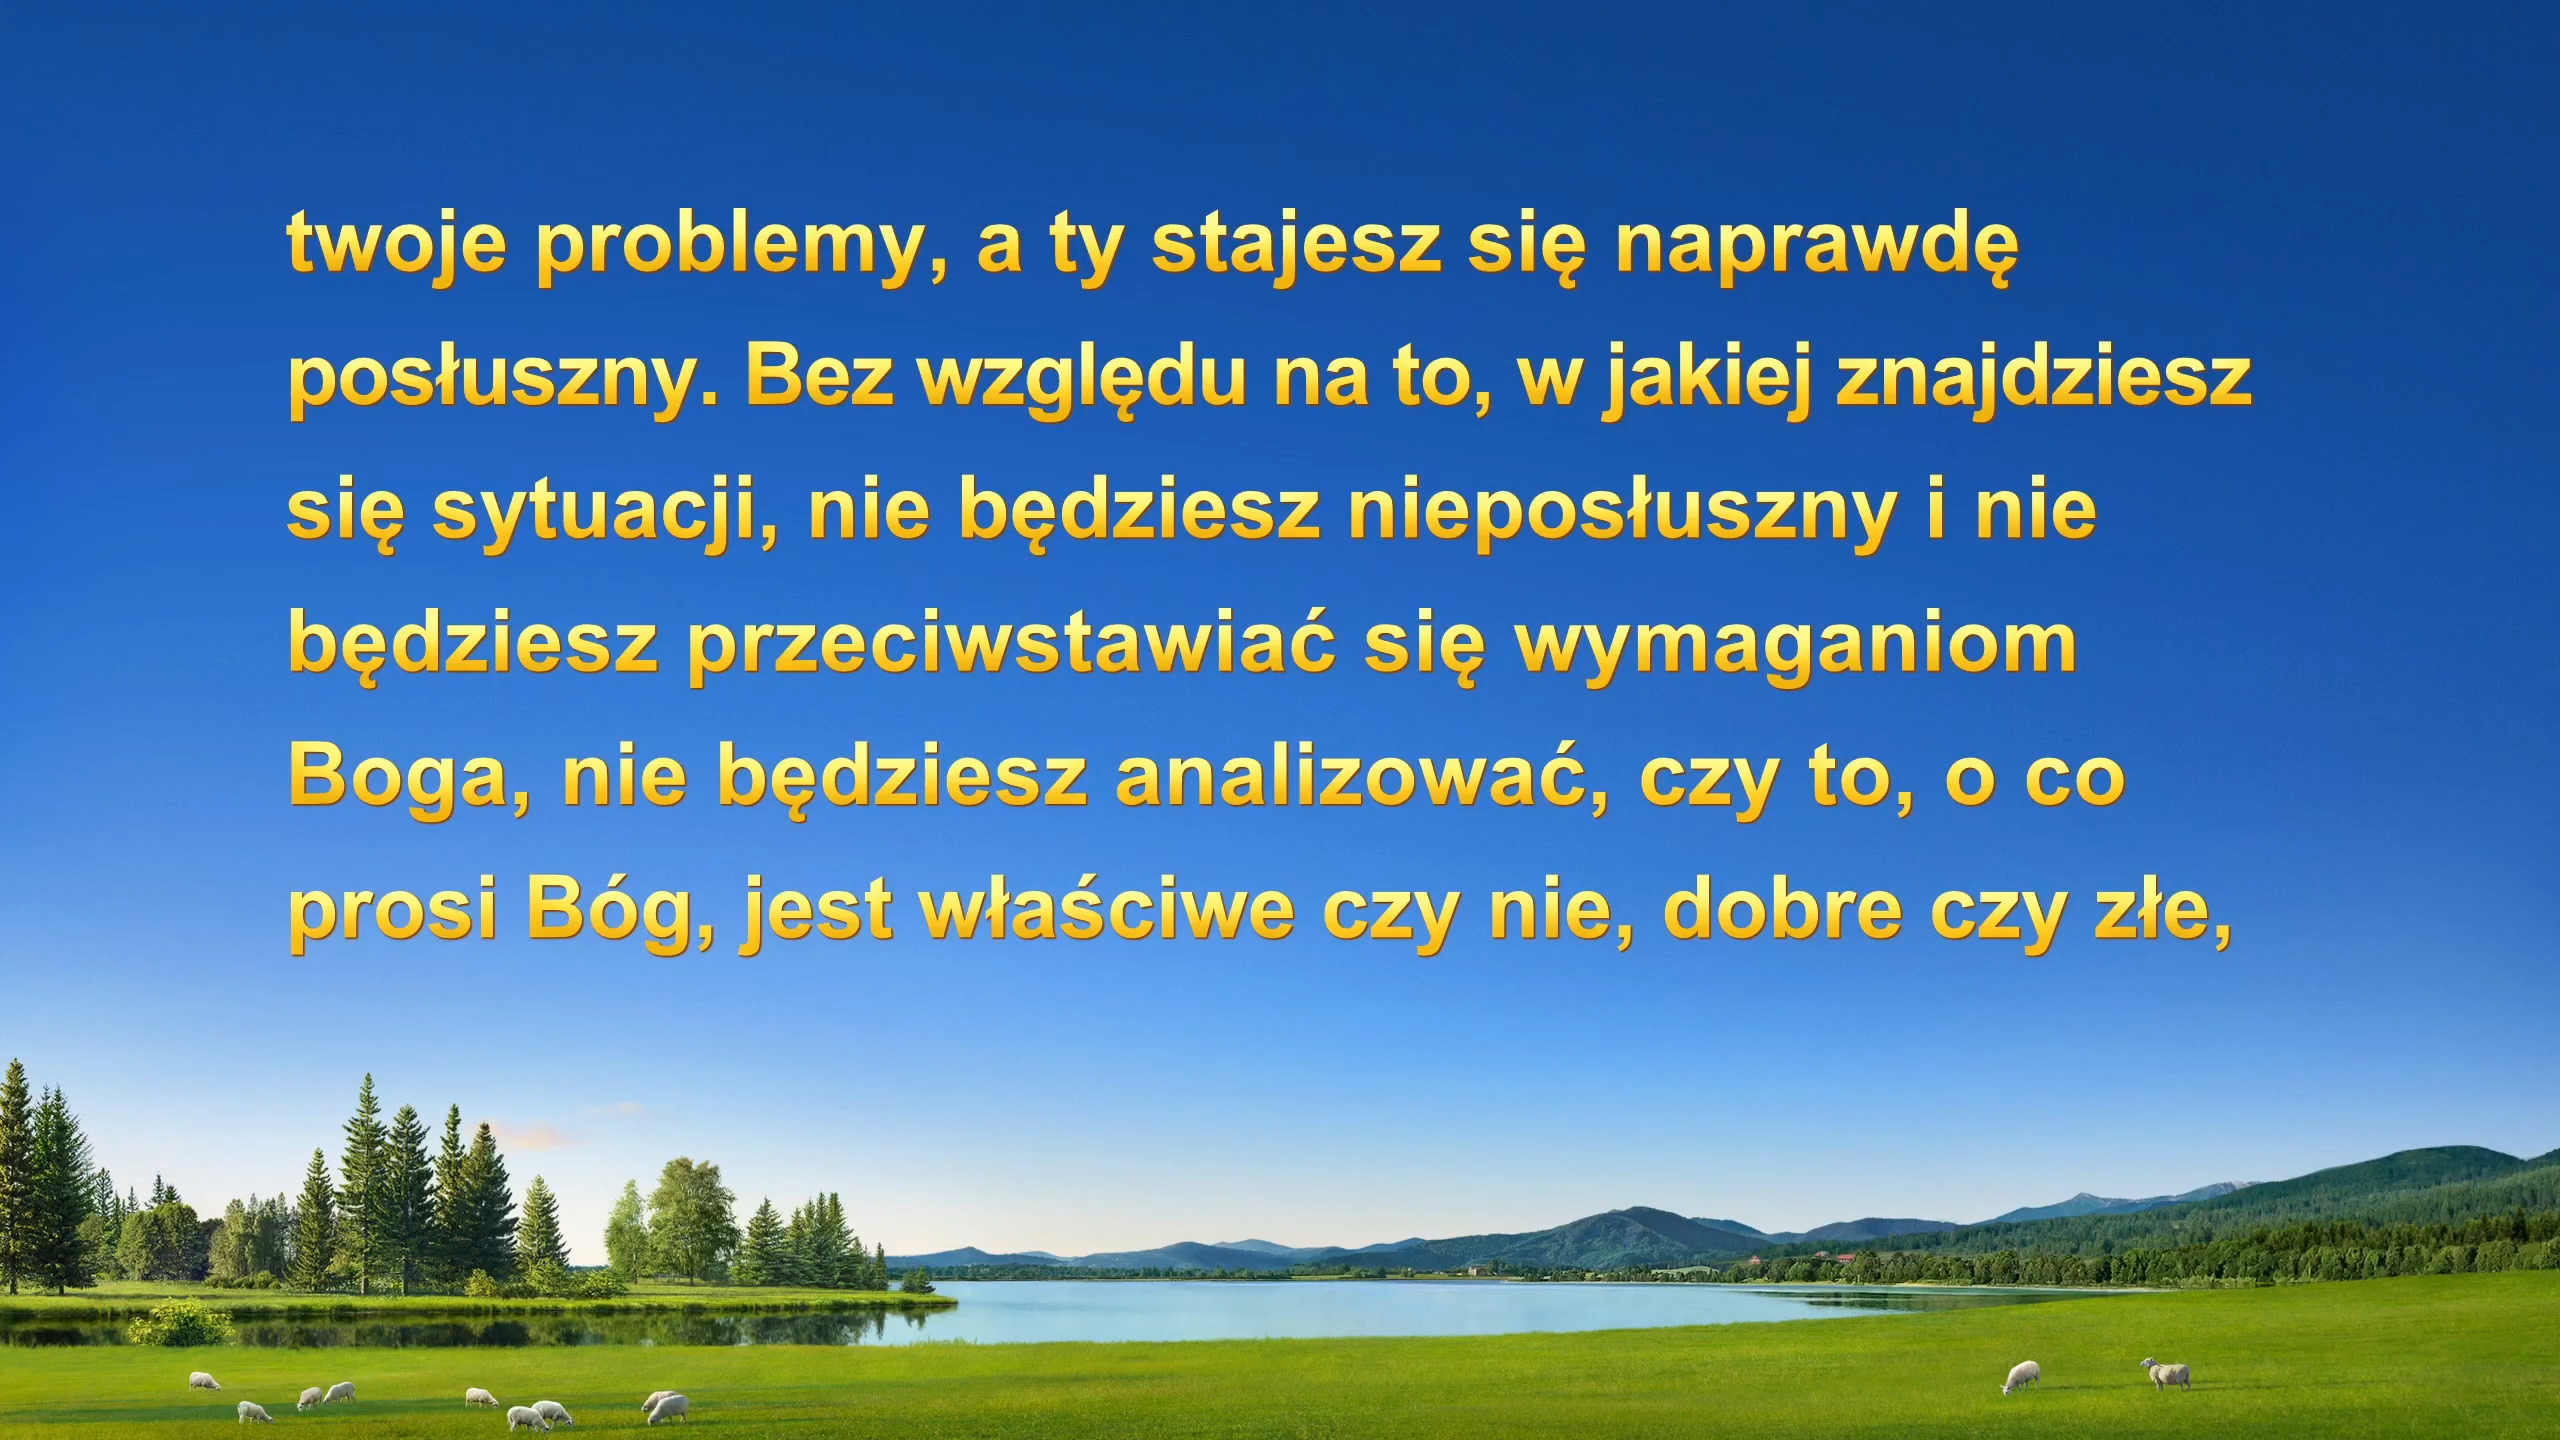 twoje problemy, a ty stajesz się naprawdę
posłuszny. Bez względu na to, w jakiej znajdziesz
się sytuacji, nie będziesz nieposłuszny i nie
będziesz przeciwstawiać się wymaganiom
Boga, nie będziesz analizować, czy to, o co
prosi Bóg, jest właściwe czy nie, dobre czy złe,